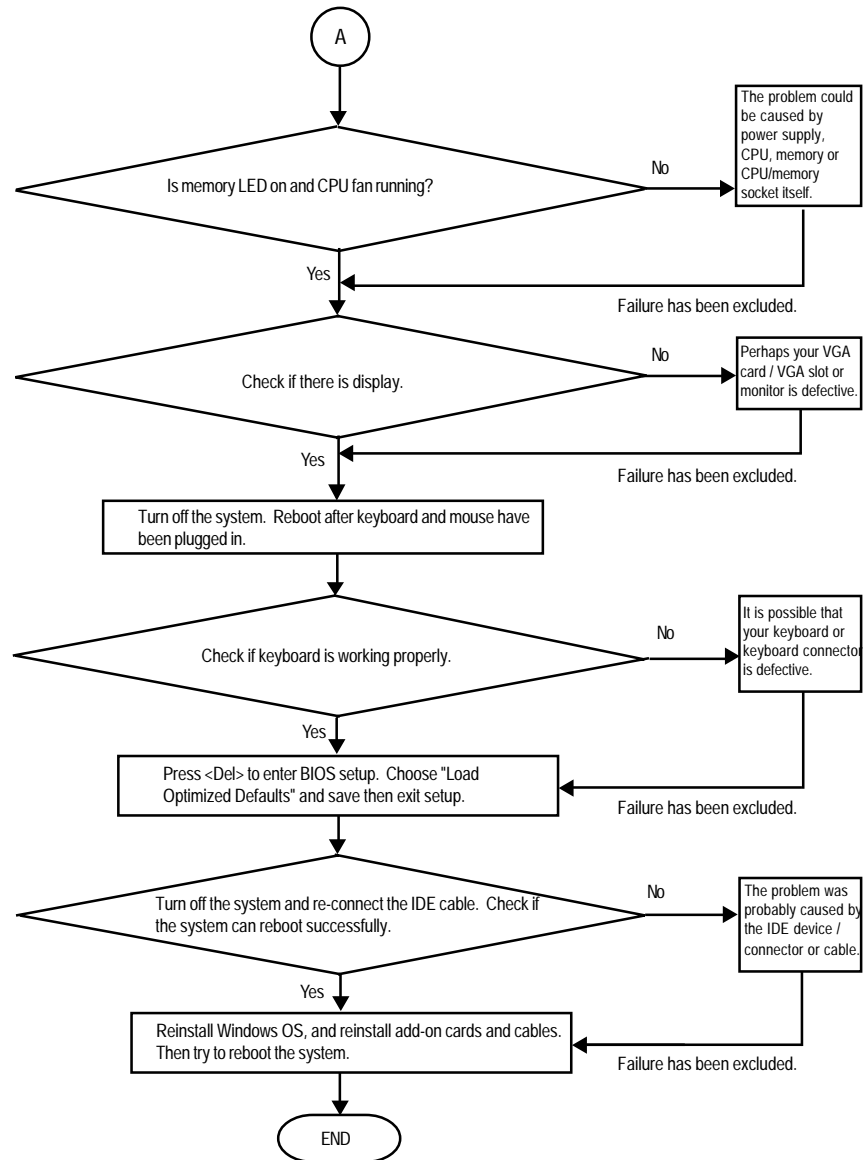 A
Is memory LED on and CPU fan running?
No
The problem could
be caused by
power supply,
CPU, memory or
CPU/memory
socket itself.
Yes
Failure has been excluded.
Check if there is display.
No
Perhaps your VGA
card / VGA slot or
monitor is defective.
Yes
Failure has been excluded.
Turn off the system. Reboot after keyboard and mouse have
been plugged in.
Check if keyboard is working properly.
No
It is possible that
your keyboard or
keyboard connector
is defective.
Yes
Press <Del> to enter BIOS setup. Choose "Load
Optimized Defaults" and save then exit setup.
Failure has been excluded.
Turn off the system and re-connect the IDE cable. Check if
the system can reboot successfully.
No
The problem was
probably caused by
the IDE device /
connector or cable.
Yes
Reinstall Windows OS, and reinstall add-on cards and cables.
Then try to reboot the system.
Failure has been excluded.
END